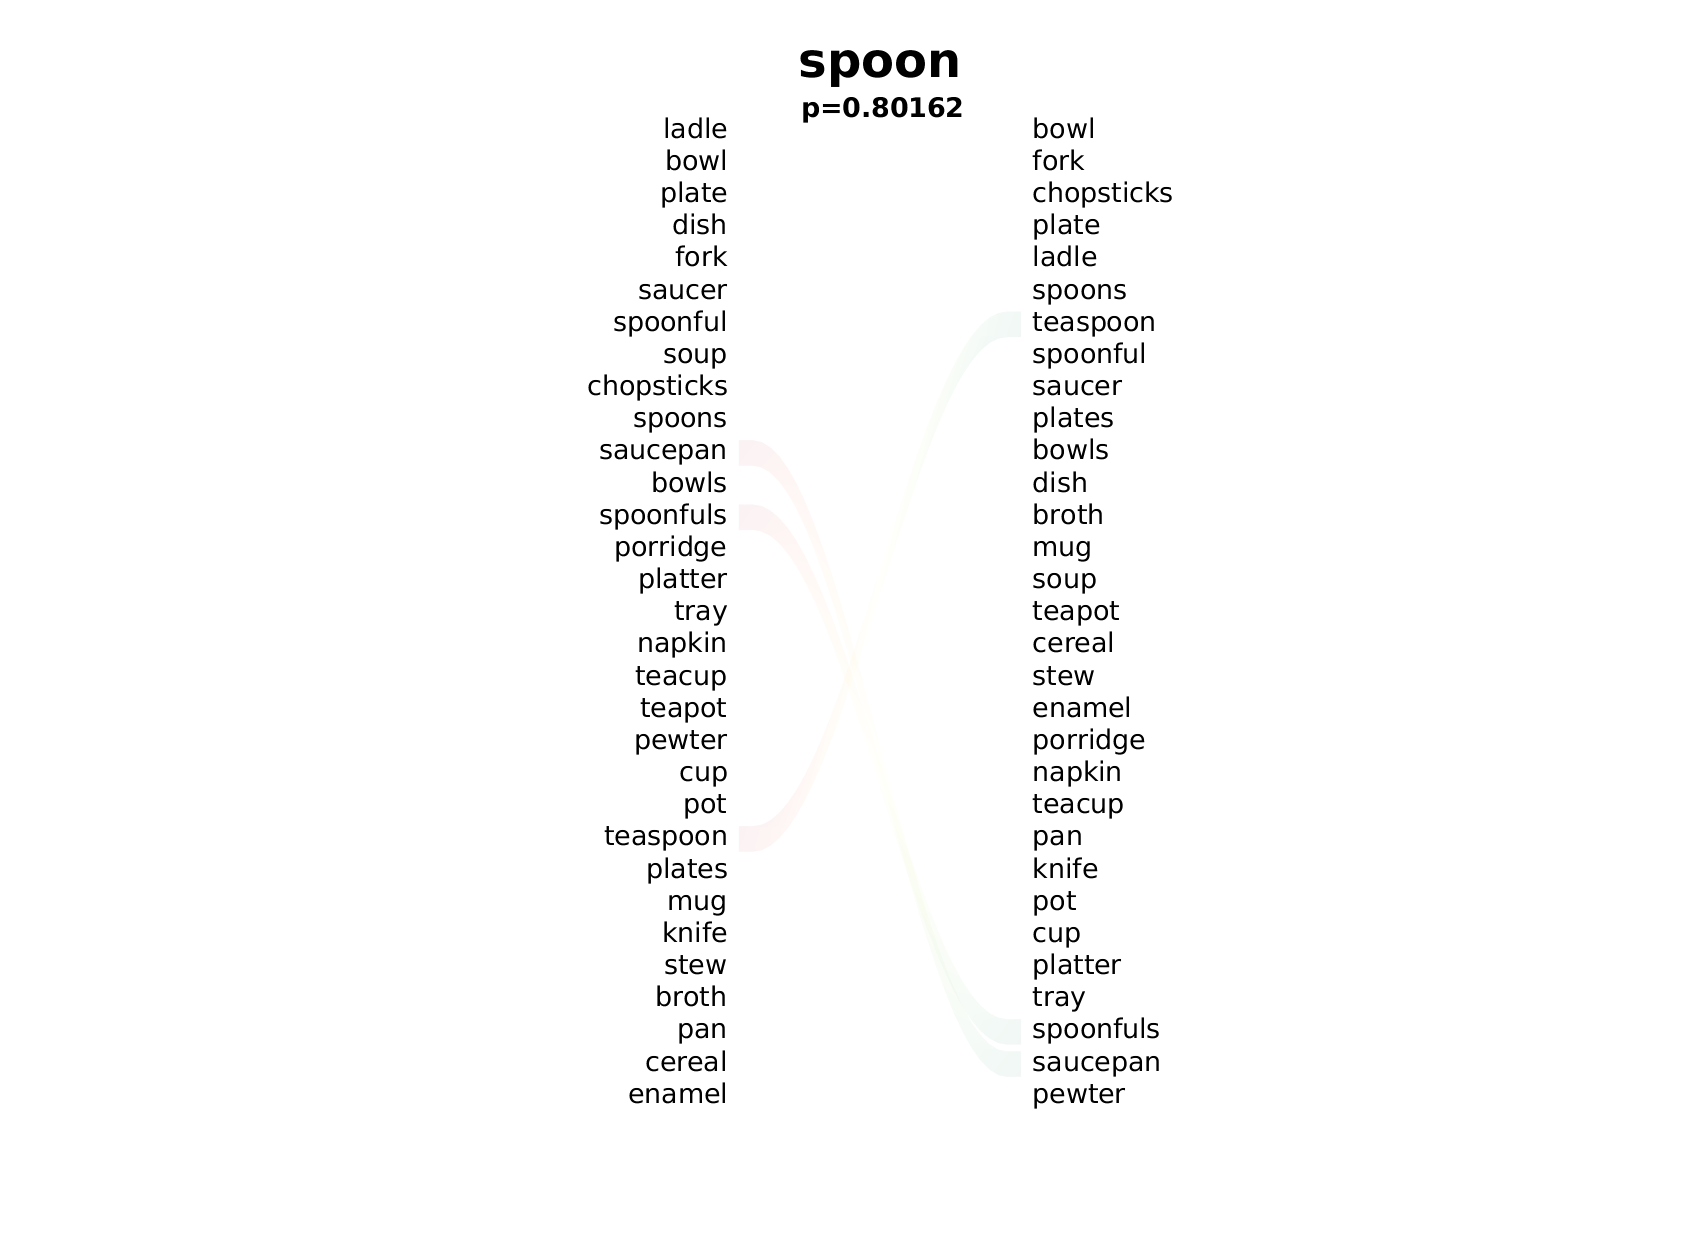 spoon
p=0.80162
ladle
bowl
plate
dish
fork
saucer
spoonful
soup
chopsticks
spoons
saucepan
bowls
spoonfuls
porridge
platter
tray
napkin
teacup
teapot
pewter
cup
pot
teaspoon
plates
mug
knife
stew
broth
pan
cereal
enamel
bowl
fork
chopsticks
plate
ladle
spoons
teaspoon
spoonful
saucer
plates
bowls
dish
broth
mug
soup
teapot
cereal
stew
enamel
porridge
napkin
teacup
pan
knife
pot
cup
platter
tray
spoonfuls
saucepan
pewter